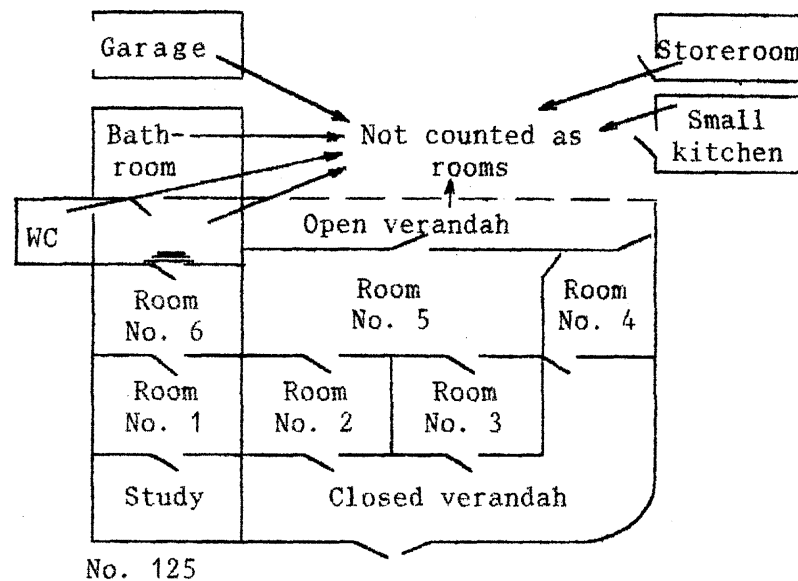 Garage
Storeroom
Bath-
room
Not counted as
rooms
Small
kitchen
WC
Open verandah
Room
No. 6
Room
No. 5
Room
No. 4
Room
No. 1
Room
No. 2
Room
No. 3
Study
Closed verandah
No. 125